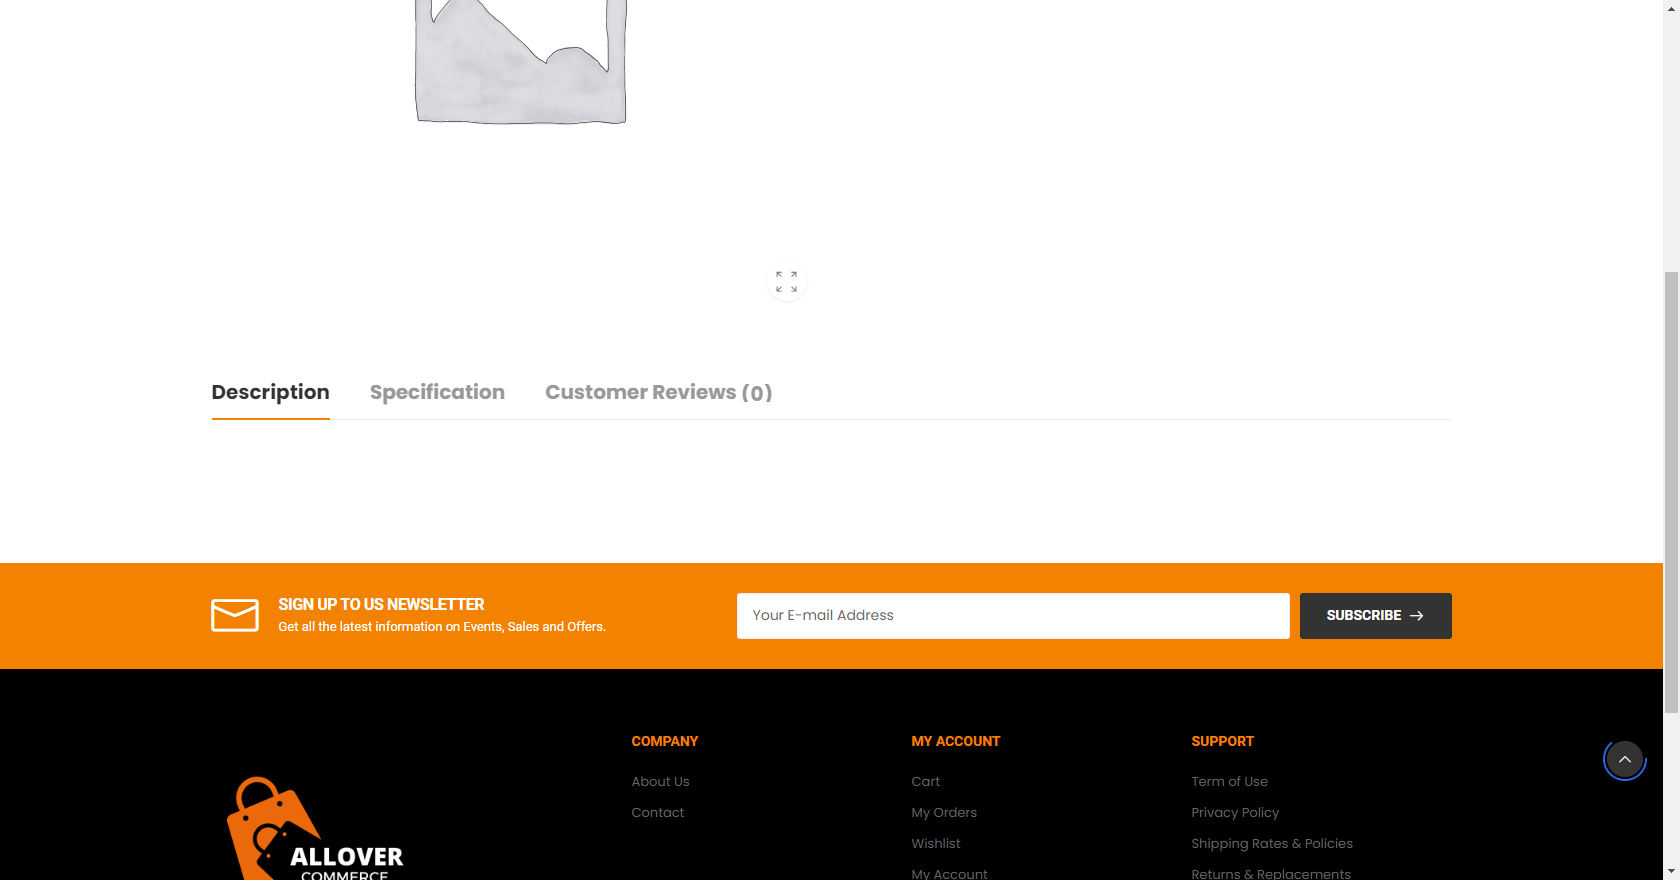 Description
Specification
Customer Reviews (0)
SIGN UP TO US NEWSLETTER
Get all the latest information on Events, Sales and Offers.
Your E-mail Address
SUBSCRIBE
COMPANY
About Us
Contact
MY ACCOUNT
Cart
My Orders
Wishlist
My Account
SUPPORT
Term of Use
Privacy Policy
Shipping Rates & Policies
Returns & Replacements
ALLOVER
COMMERCE